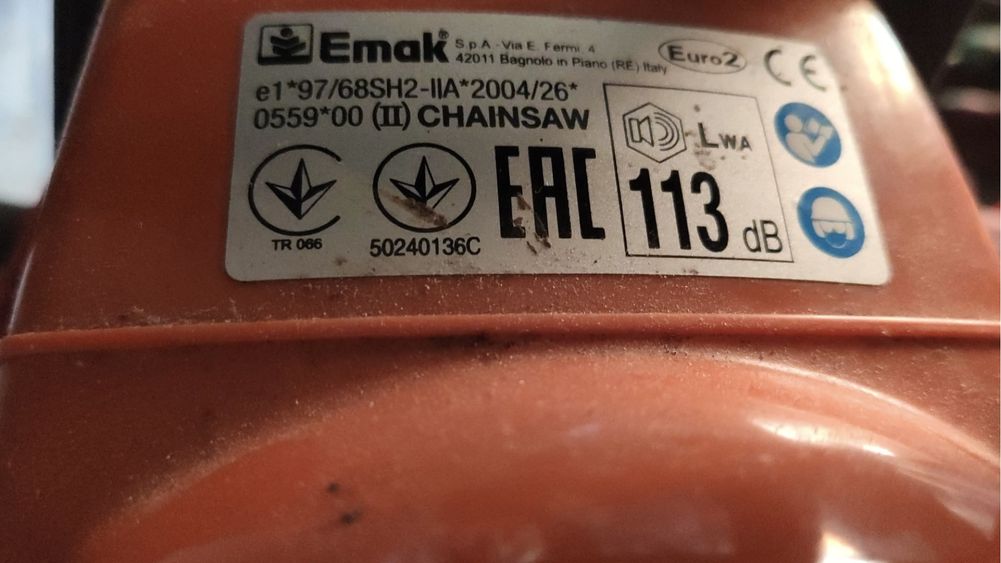 Emak® S.p.A.-Via E. Fermi, 4
42011 Bagnolo in Piano (RE) Italy
Euro2
CE
e1*97/68SH2-IIA*2004/26*
0559*00 (II) CHAINSAW
TR 066
50240136C
EAC
LWA
113 dB